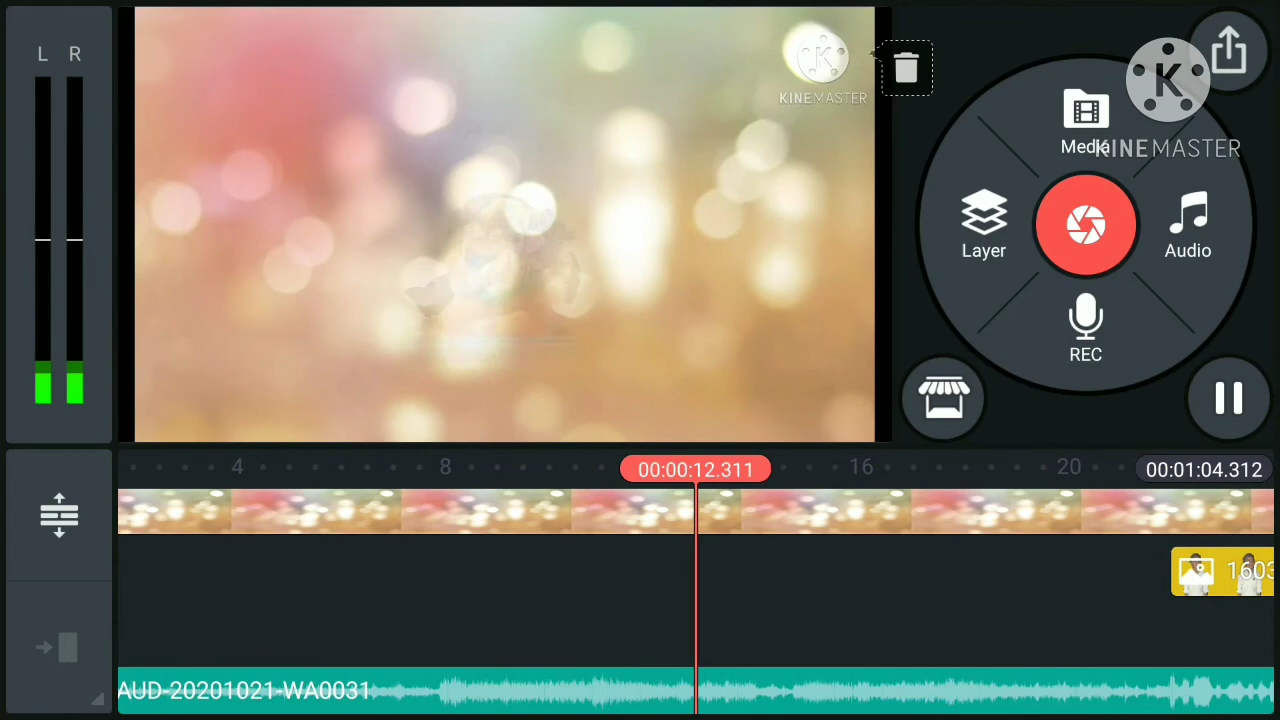 L R
KINEMASTER
KINEMASTER
Media
Layer
Audio
REC
4
8
00:00:12.311
16
20
00:01:04.312
1603
AUD-20201021-WA0031